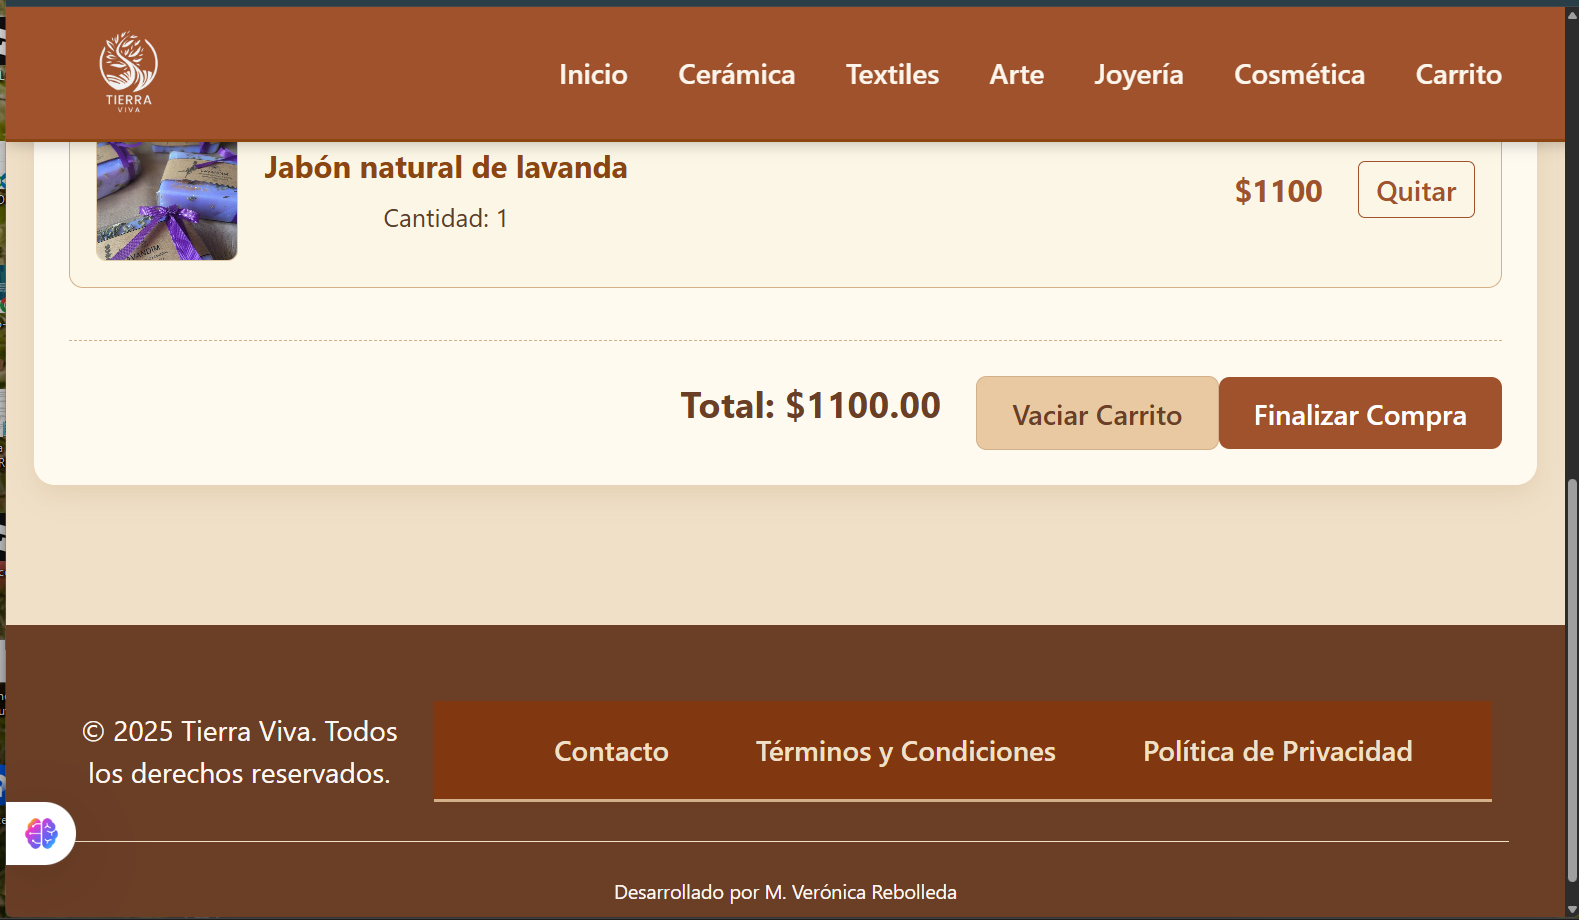 TIERRA
VIVA
Inicio Cerámica Textiles Arte Joyería Cosmética Carrito
Jabón natural de lavanda
Cantidad: 1
$1100
Quitar
Total: $1100.00
Vaciar Carrito
Finalizar Compra
© 2025 Tierra Viva. Todos
los derechos reservados.
Contacto
Términos y Condiciones
Política de Privacidad
Desarrollado por M. Verónica Rebolleda